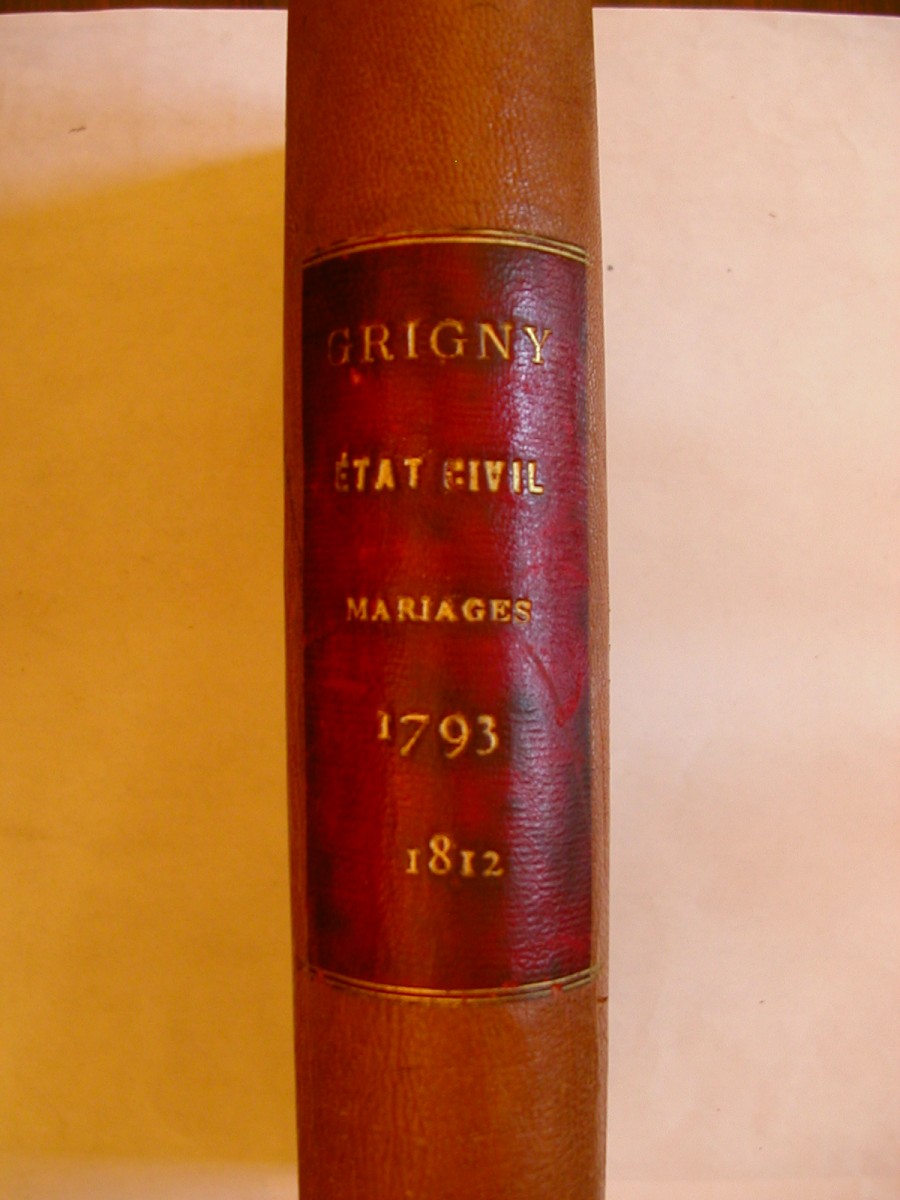 GRIGNY
ÉTAT CIVIL
MARIAGES
1793
1812